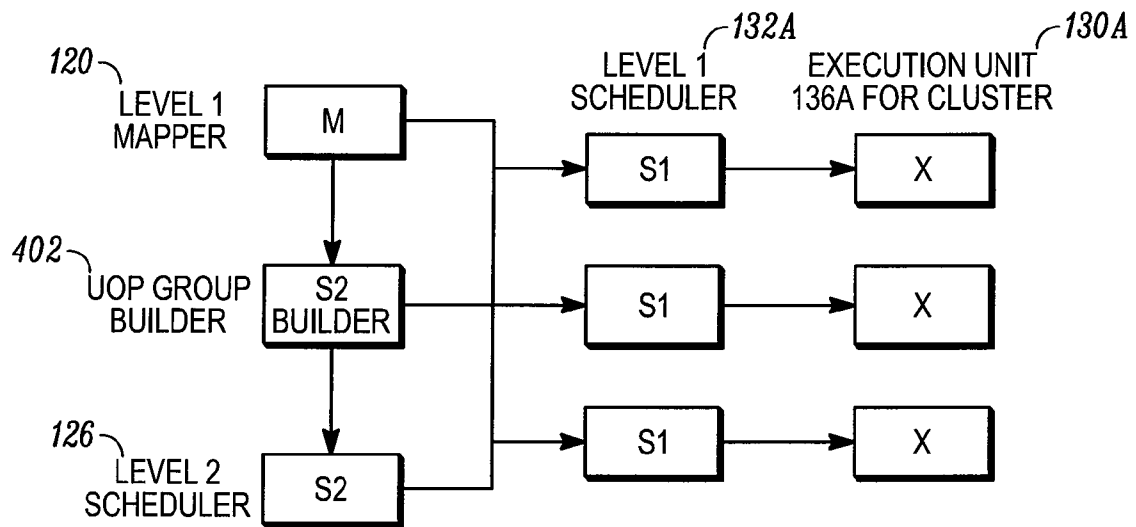 120
LEVEL 1
MAPPER
M
132A
LEVEL 1
SCHEDULER
130A
EXECUTION UNIT
136A FOR CLUSTER
S1
X
402
UOP GROUP
BUILDER
S2
BUILDER
S1
X
126
LEVEL 2
SCHEDULER
S2
S1
X